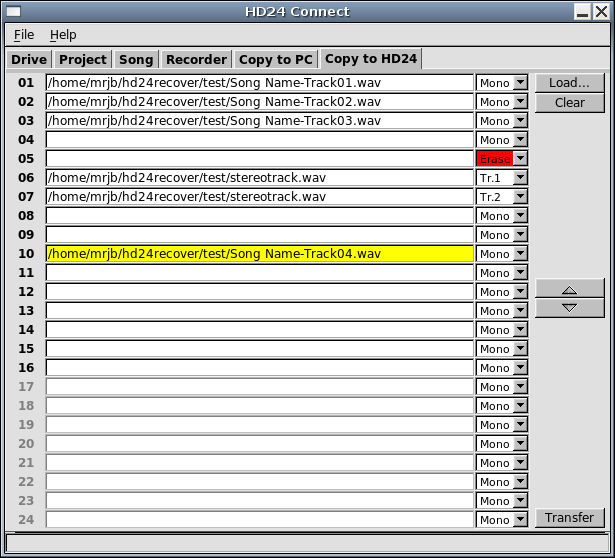 HD24 Connect
File Help
Drive Project Song Recorder Copy to PC Copy to HD24
01 /home/mrjb/hd24recover/test/Song Name-Track01.wav Mono Load...
02 /home/mrjb/hd24recover/test/Song Name-Track02.wav Mono Clear
03 /home/mrjb/hd24recover/test/Song Name-Track03.wav Mono
04 Mono
05 Erase
06 /home/mrjb/hd24recover/test/stereotrack.wav Tr.1
07 /home/mrjb/hd24recover/test/stereotrack.wav Tr.2
08 Mono
09 Mono
10 /home/mrjb/hd24recover/test/Song Name-Track04.wav Mono
11 Mono
12 Mono
13 Mono
14 Mono
15 Mono
16 Mono
17 Mono
18 Mono
19 Mono
20 Mono
21 Mono
22 Mono
23 Mono
24 Mono Transfer